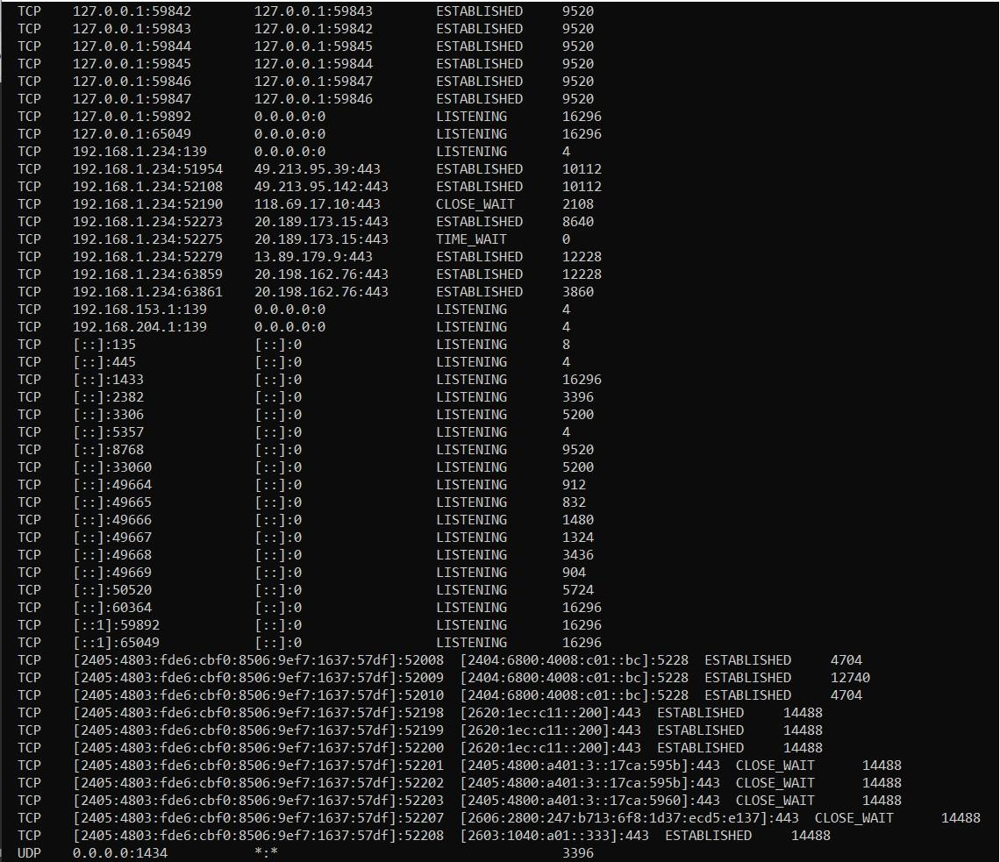 TCP    127.0.0.1:59842        127.0.0.1:59843        ESTABLISHED     9520
TCP    127.0.0.1:59843        127.0.0.1:59842        ESTABLISHED     9520
TCP    127.0.0.1:59844        127.0.0.1:59845        ESTABLISHED     9520
TCP    127.0.0.1:59845        127.0.0.1:59844        ESTABLISHED     9520
TCP    127.0.0.1:59846        127.0.0.1:59847        ESTABLISHED     9520
TCP    127.0.0.1:59847        127.0.0.1:59846        ESTABLISHED     9520
TCP    127.0.0.1:59892        0.0.0.0:0              LISTENING       16296
TCP    127.0.0.1:65049        0.0.0.0:0              LISTENING       16296
TCP    192.168.1.234:139      0.0.0.0:0              LISTENING       4
TCP    192.168.1.234:51954    49.213.95.39:443       ESTABLISHED     10112
TCP    192.168.1.234:52108    49.213.95.142:443      ESTABLISHED     10112
TCP    192.168.1.234:52190    118.69.17.10:443       CLOSE_WAIT      2108
TCP    192.168.1.234:52273    20.189.173.15:443      ESTABLISHED     8640
TCP    192.168.1.234:52275    20.189.173.15:443      TIME_WAIT       0
TCP    192.168.1.234:52279    13.89.179.9:443        ESTABLISHED     12228
TCP    192.168.1.234:63859    20.198.162.76:443      ESTABLISHED     12228
TCP    192.168.1.234:63861    20.198.162.76:443      ESTABLISHED     3860
TCP    192.168.153.1:139      0.0.0.0:0              LISTENING       4
TCP    192.168.204.1:139      0.0.0.0:0              LISTENING       4
TCP    [::]:135               [::]:0                 LISTENING       8
TCP    [::]:445               [::]:0                 LISTENING       4
TCP    [::]:1433              [::]:0                 LISTENING       16296
TCP    [::]:2382              [::]:0                 LISTENING       3396
TCP    [::]:3306              [::]:0                 LISTENING       5200
TCP    [::]:5357              [::]:0                 LISTENING       4
TCP    [::]:8768              [::]:0                 LISTENING       9520
TCP    [::]:33060             [::]:0                 LISTENING       5200
TCP    [::]:49664             [::]:0                 LISTENING       912
TCP    [::]:49665             [::]:0                 LISTENING       832
TCP    [::]:49666             [::]:0                 LISTENING       1480
TCP    [::]:49667             [::]:0                 LISTENING       1324
TCP    [::]:49668             [::]:0                 LISTENING       3436
TCP    [::]:49669             [::]:0                 LISTENING       904
TCP    [::]:50520             [::]:0                 LISTENING       5724
TCP    [::]:60364             [::]:0                 LISTENING       16296
TCP    [::1]:59892            [::]:0                 LISTENING       16296
TCP    [::1]:65049            [::]:0                 LISTENING       16296
TCP    [2405:4803:fde6:cbf0:8506:9ef7:1637:57df]:52008  [2404:6800:4008:c01::bc]:5228  ESTABLISHED     4704
TCP    [2405:4803:fde6:cbf0:8506:9ef7:1637:57df]:52009  [2404:6800:4008:c01::bc]:5228  ESTABLISHED     12740
TCP    [2405:4803:fde6:cbf0:8506:9ef7:1637:57df]:52010  [2404:6800:4008:c01::bc]:5228  ESTABLISHED     4704
TCP    [2405:4803:fde6:cbf0:8506:9ef7:1637:57df]:52198  [2620:1ec:c11::200]:443  ESTABLISHED     14488
TCP    [2405:4803:fde6:cbf0:8506:9ef7:1637:57df]:52199  [2620:1ec:c11::200]:443  ESTABLISHED     14488
TCP    [2405:4803:fde6:cbf0:8506:9ef7:1637:57df]:52200  [2620:1ec:c11::200]:443  ESTABLISHED     14488
TCP    [2405:4803:fde6:cbf0:8506:9ef7:1637:57df]:52201  [2405:4800:a401:3::17ca:595b]:443  CLOSE_WAIT      14488
TCP    [2405:4803:fde6:cbf0:8506:9ef7:1637:57df]:52202  [2405:4800:a401:3::17ca:595b]:443  CLOSE_WAIT      14488
TCP    [2405:4803:fde6:cbf0:8506:9ef7:1637:57df]:52203  [2405:4800:a401:3::17ca:5960]:443  CLOSE_WAIT      14488
TCP    [2405:4803:fde6:cbf0:8506:9ef7:1637:57df]:52207  [2606:2800:247:b713:6f8:1d37:ecd5:e137]:443  CLOSE_WAIT      14488
TCP    [2405:4803:fde6:cbf0:8506:9ef7:1637:57df]:52208  [2603:1040:a01::333]:443  ESTABLISHED     14488
UDP    0.0.0.0:1434           *:*                                    3396